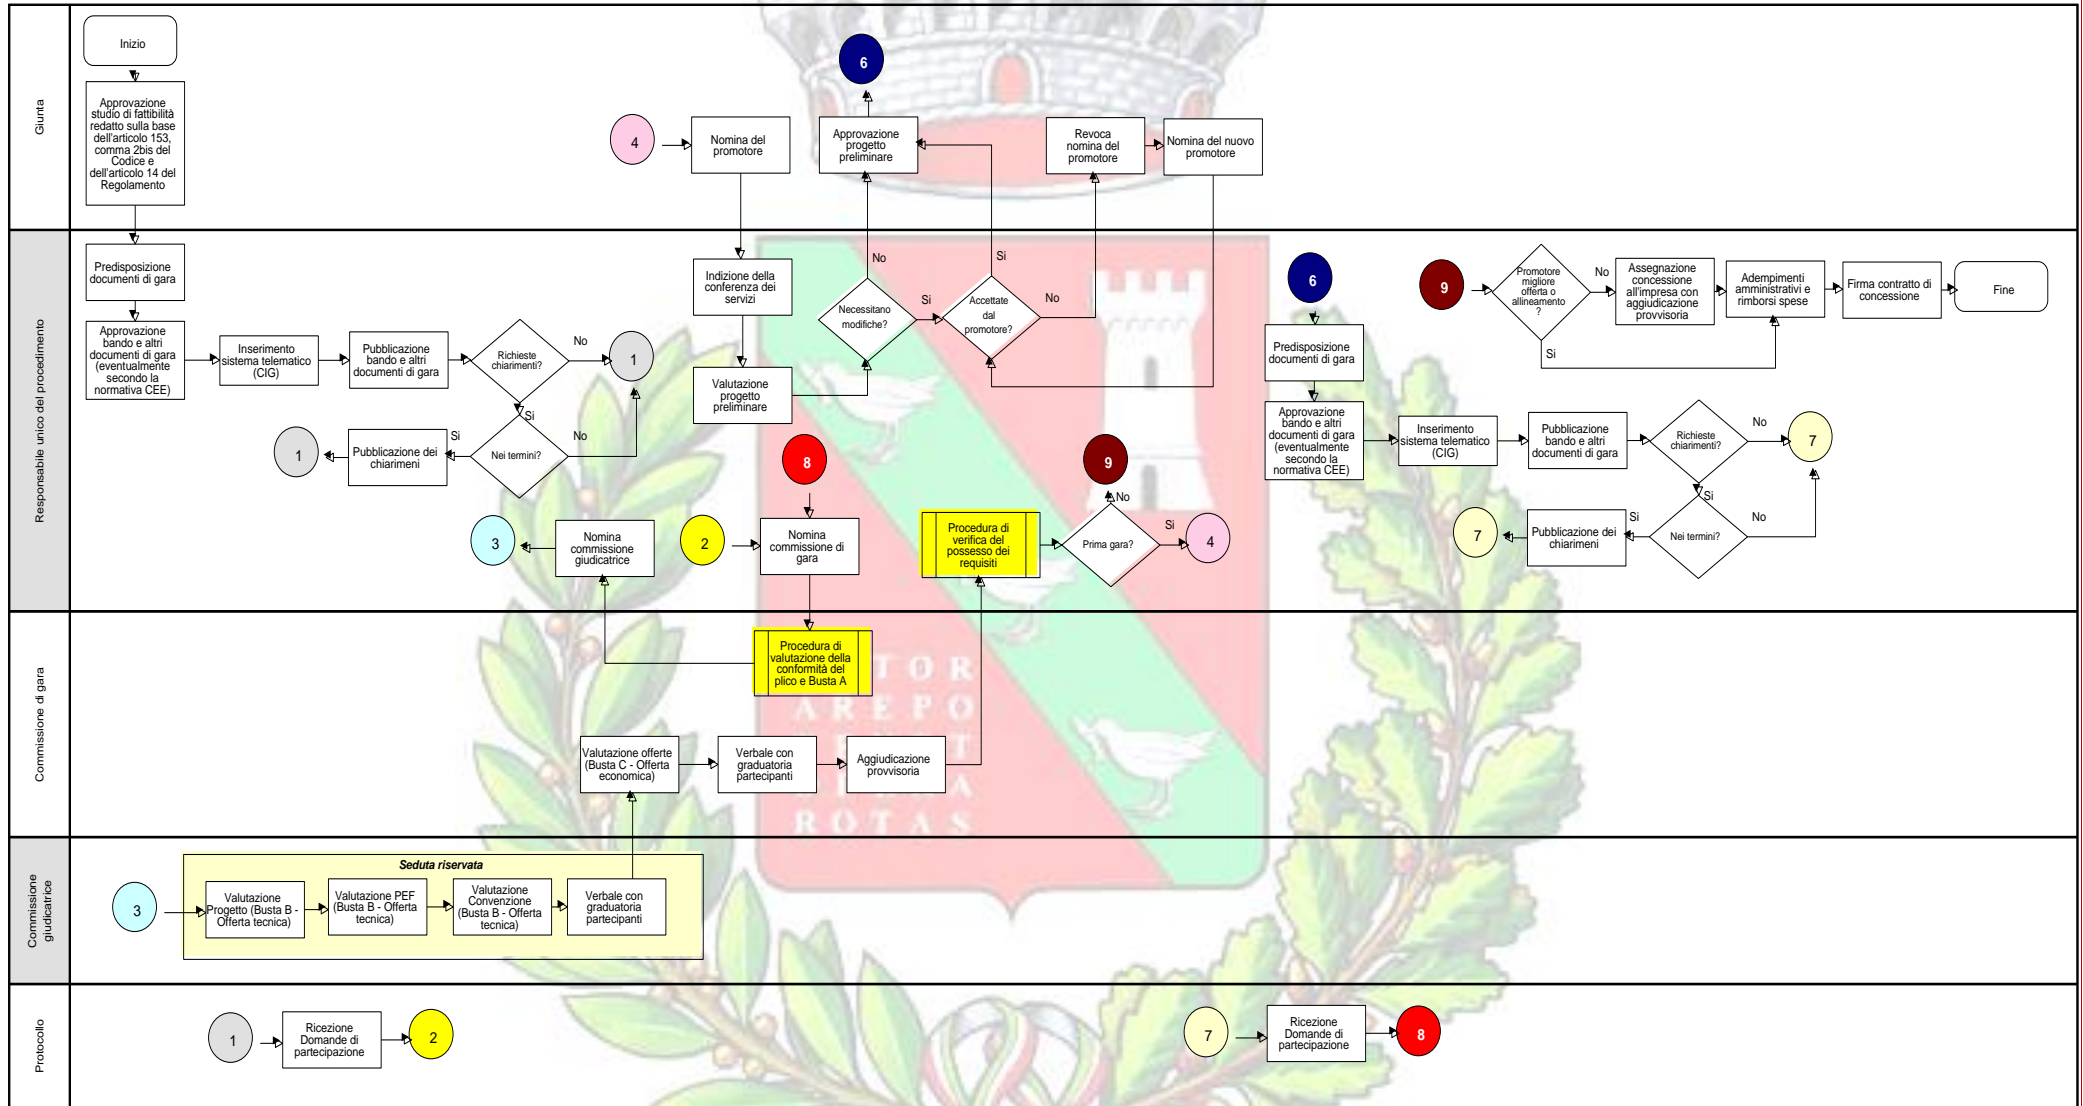 Giunta
Inizio
Approvazione
studio di fattibilità
redatto sulla base
dell'articolo 153,
comma 2bis del
Codice e
dell'articolo 14 del
Regolamento
4
Nomina del
promotore
6
Approvazione
progetto
preliminare
Revoca
nomina del
promotore
Nomina del nuovo
promotore
Responsabile unico del procedimento
Predisposizione
documenti di gara
Approvazione
bando e altri
documenti di gara
(eventualmente
secondo la
normativa CEE)
Inserimento
sistema telematico
(CIG)
Pubblicazione
bando e altri
documenti di gara
Richieste
chiarimenti?
No
1
Si
Nei termini?
No
Si
Pubblicazione dei
chiarimeni
1
Indizione della
conferenza dei
servizi
Valutazione
progetto
preliminare
Necessitano
modifiche?
No
Si
Accettate
dal
promotore?
Si
No
3
Nomina
commissione
giudicatrice
2
8
Nomina
commissione di
gara
Procedura di
verifica del
possesso dei
requisiti
Prima gara?
No
9
Si
4
6
Predisposizione
documenti di gara
Approvazione
bando e altri
documenti di gara
(eventualmente
secondo la
normativa CEE)
Inserimento
sistema telematico
(CIG)
Pubblicazione
bando e altri
documenti di gara
Richieste
chiarimenti?
No
7
Si
Nei termini?
No
Si
Pubblicazione dei
chiarimeni
7
9
Promotore
migliore
offerta o
allineamento
?
No
Si
Assegnazione
concessione
all'impresa con
aggiudicazione
provvisoria
Adempimenti
amministrativi e
rimborsi spese
Firma contratto di
concessione
Fine
Commissione di gara
Procedura di
valutazione della
conformità del
plico e Busta A
Valutazione offerte
(Busta C - Offerta
economica)
Verbale con
graduatoria
partecipanti
Aggiudicazione
provvisoria
TOR
AREPO
ROTAS
Commissione
giudicatrice
3
Seduta riservata
Valutazione
Progetto (Busta B -
Offerta tecnica)
Valutazione PEF
(Busta B - Offerta
tecnica)
Valutazione
Convenzione
(Busta B - Offerta
tecnica)
Verbale con
graduatoria
partecipanti
Protocollo
1
Ricezione
Domande di
partecipazione
2
7
Ricezione
Domande di
partecipazione
8